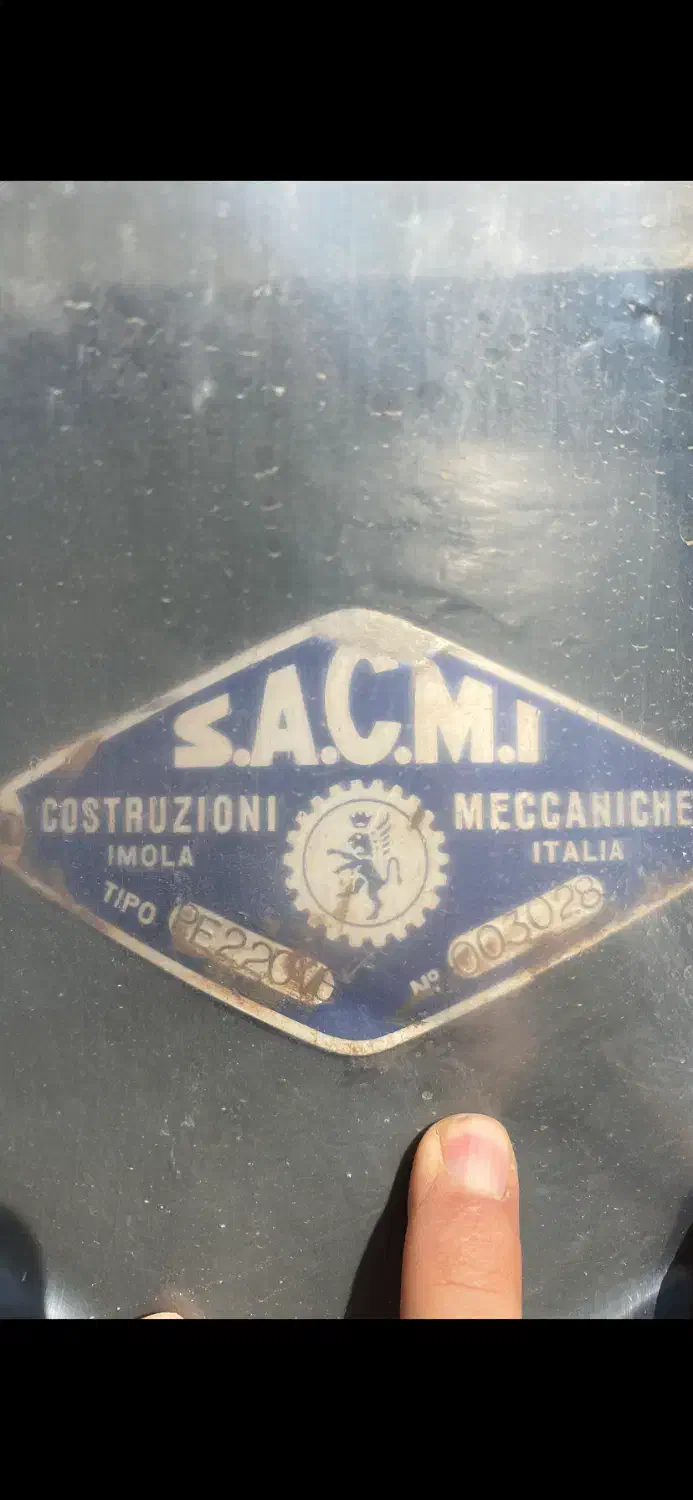 S.A.C.M.I
COSTRUZIONI MECCANICHE
IMOLA ITALIA
TIPO
Nº 003028